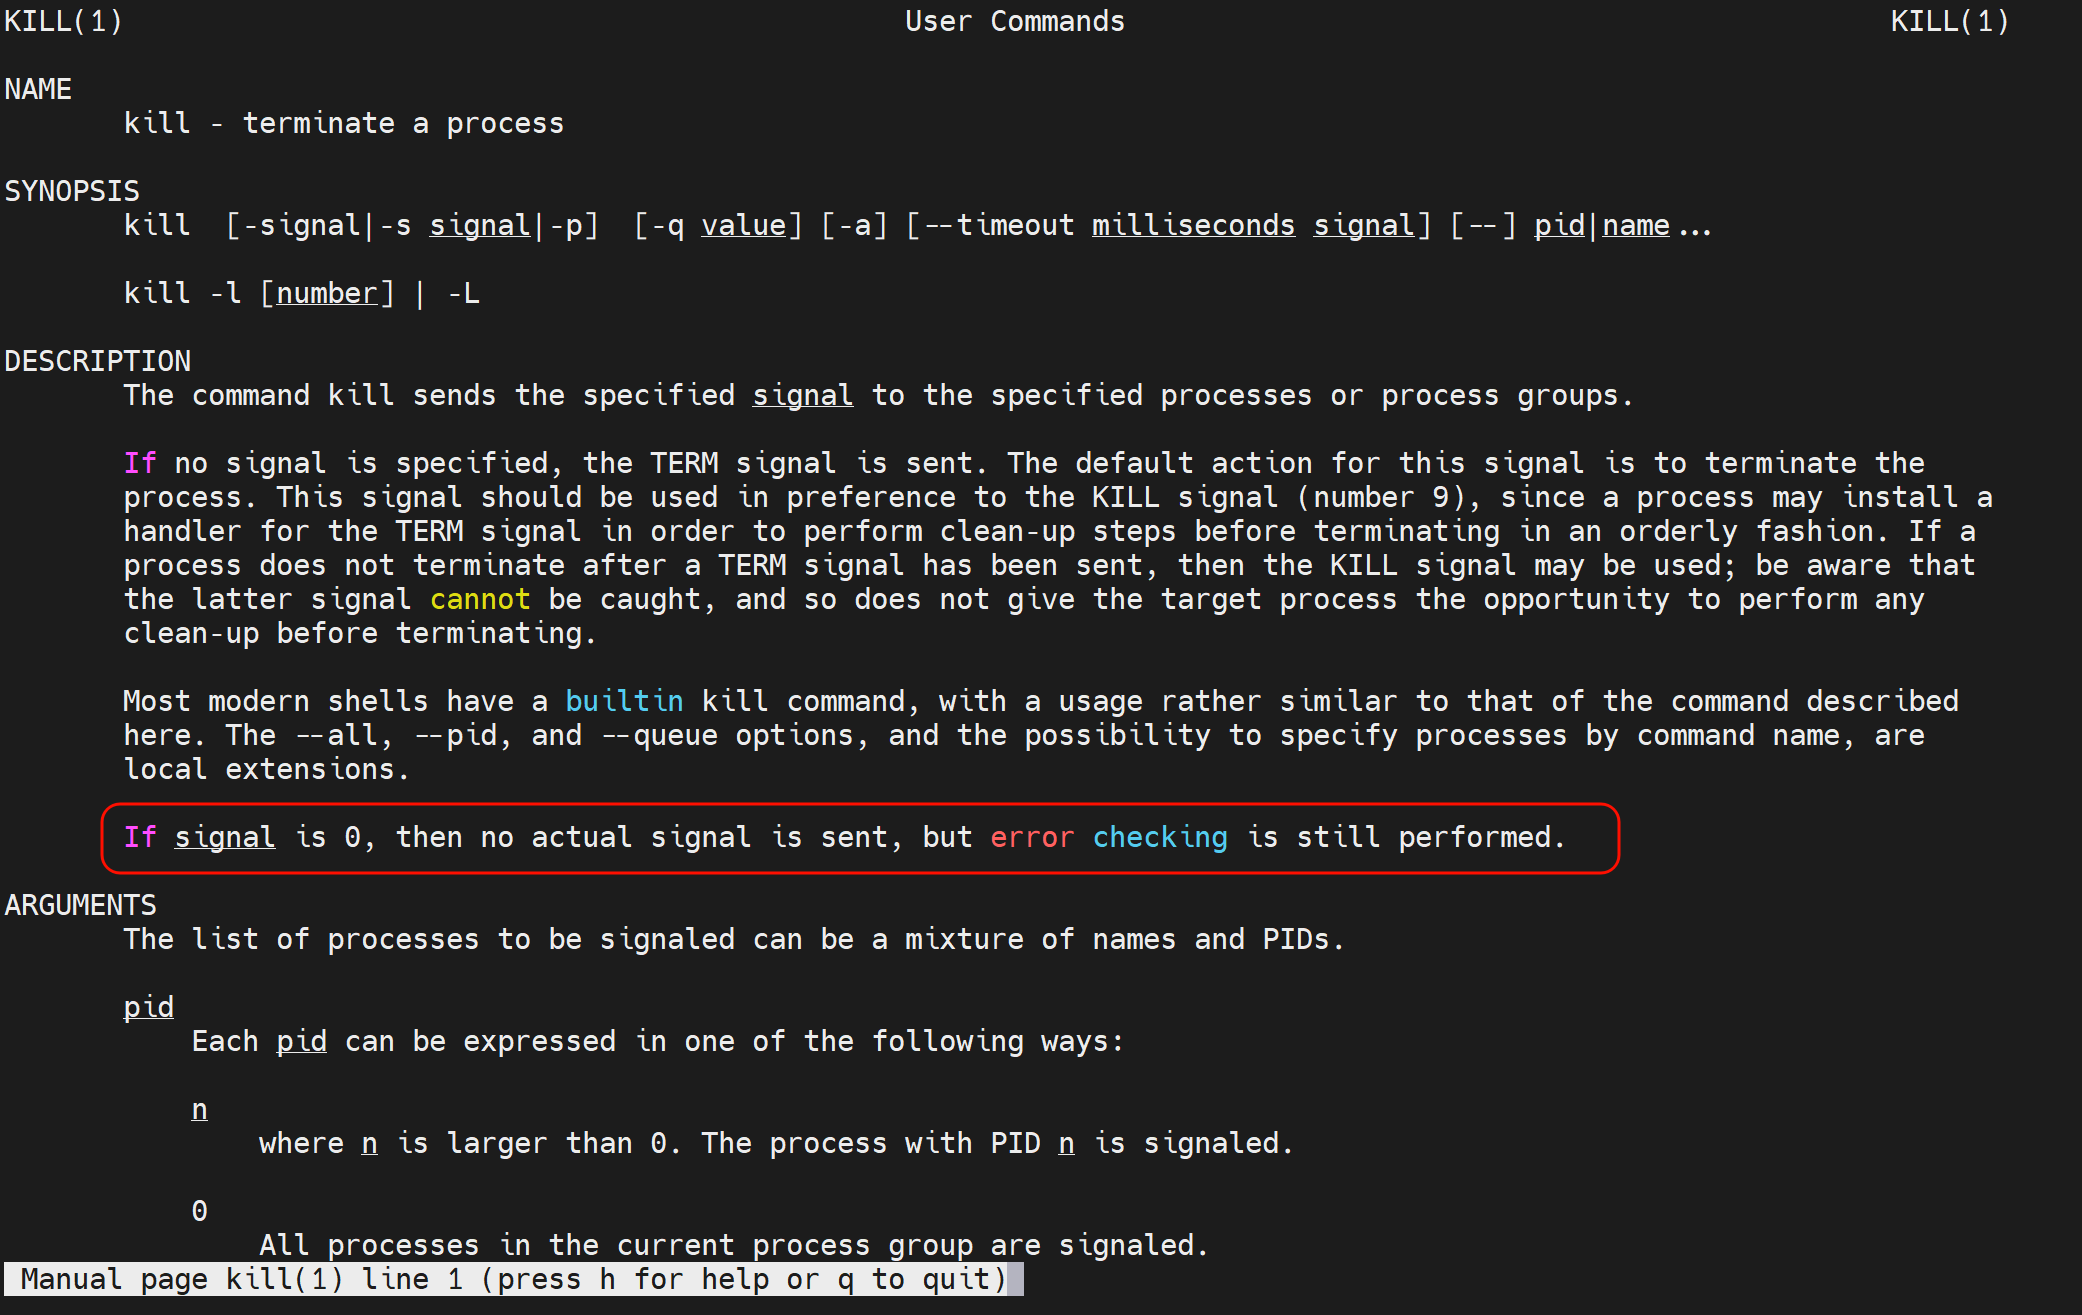 KILL(1) User Commands KILL(1)
NAME
kill - terminate a process
SYNOPSIS
kill [-signal|-s signal|-p] [-q value] [-a] [--timeout milliseconds signal] [--] pid|name...
kill -l [number] | -L
DESCRIPTION
The command kill sends the specified signal to the specified processes or process groups.
If no signal is specified, the TERM signal is sent. The default action for this signal is to terminate the
process. This signal should be used in preference to the KILL signal (number 9), since a process may install a
handler for the TERM signal in order to perform clean-up steps before terminating in an orderly fashion. If a
process does not terminate after a TERM signal has been sent, then the KILL signal may be used; be aware that
the latter signal cannot be caught, and so does not give the target process the opportunity to perform any
clean-up before terminating.
Most modern shells have a builtin kill command, with a usage rather similar to that of the command described
here. The --all, --pid, and --queue options, and the possibility to specify processes by command name, are
local extensions.
If signal is 0, then no actual signal is sent, but error checking is still performed.
ARGUMENTS
The list of processes to be signaled can be a mixture of names and PIDs.
pid
Each pid can be expressed in one of the following ways:
n
where n is larger than 0. The process with PID n is signaled.
0
All processes in the current process group are signaled.
Manual page kill(1) line 1 (press h for help or q to quit)